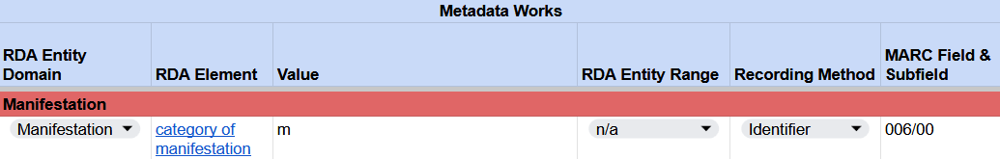 Metadata Works
RDA Entity
Domain
RDA Element
Value
RDA Entity Range
Recording Method
MARC Field &
Subfield
Manifestation
Manifestation
category of
manifestation
m
n/a
Identifier
006/00